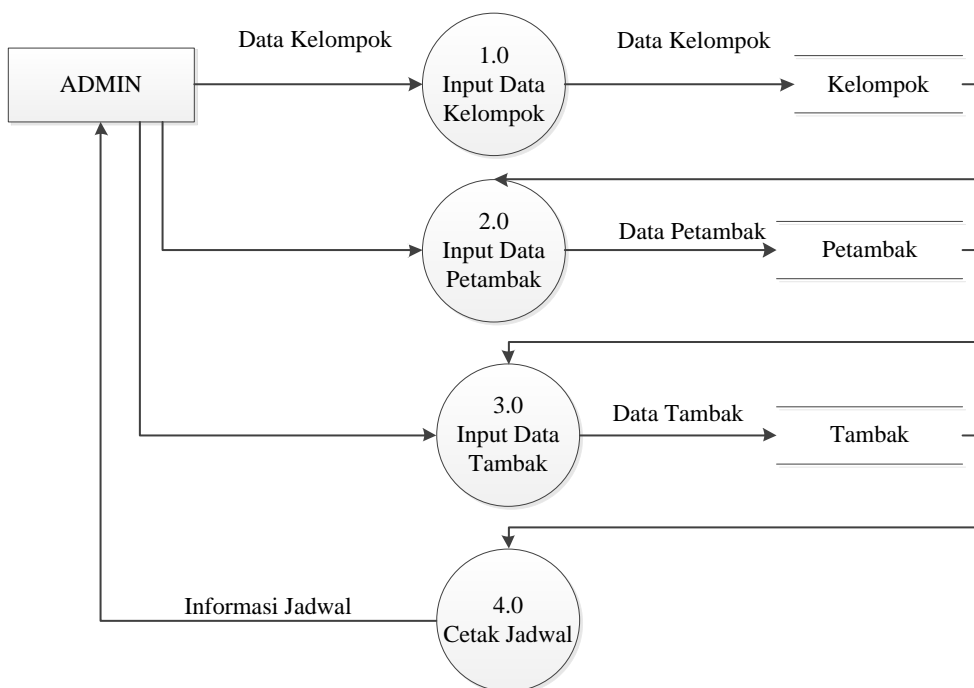 Data Kelompok
Data Kelompok
ADMIN
1.0
Input Data
Kelompok
Kelompok
2.0
Input Data
Petambak
Data Petambak
Petambak
3.0
Input Data
Tambak
Data Tambak
Tambak
Informasi Jadwal
4.0
Cetak Jadwal